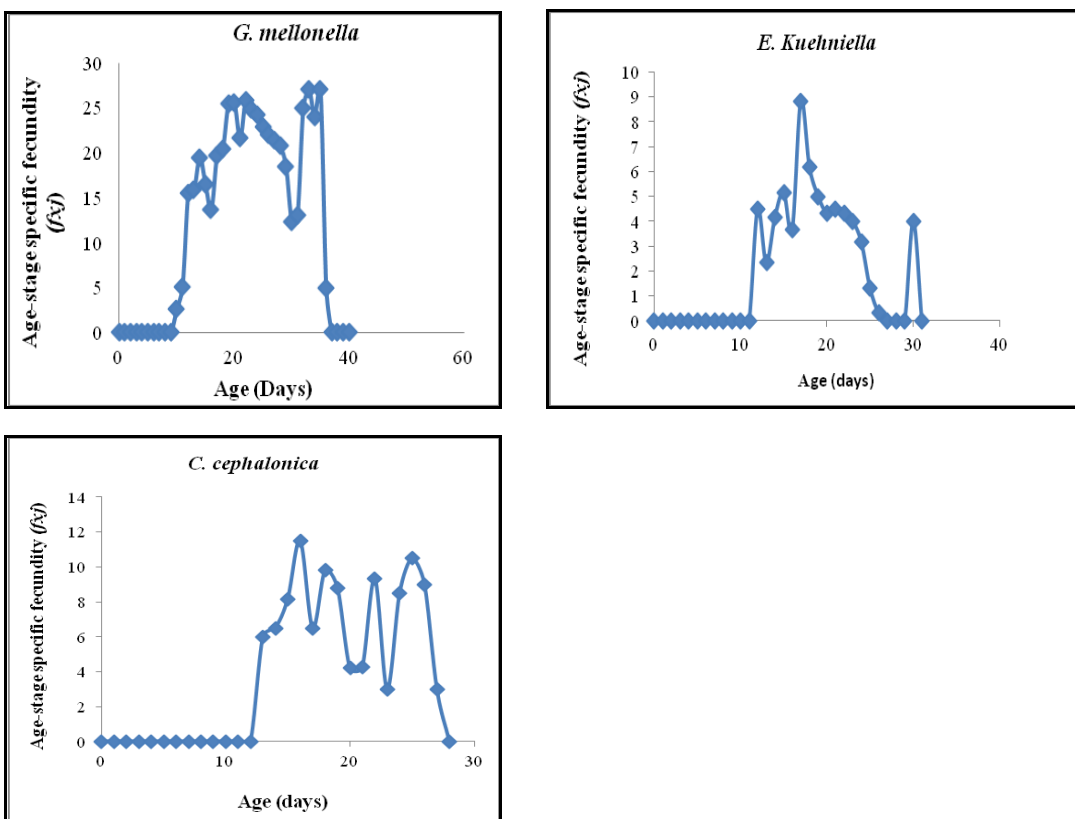 G. mellonella
Age-stage specific fecundity
(fxj)
30
25
20
15
10
5
0
0 20 40 60
Age (Days)
E. Kuehniella
Age-stage specific fecundity (fxj)
10
9
8
7
6
5
4
3
2
1
0
0 10 20 30 40
Age (days)
C. cephalonica
Age-stage specific fecundity (fxj)
14
12
10
8
6
4
2
0
0 10 20 30
Age (days)